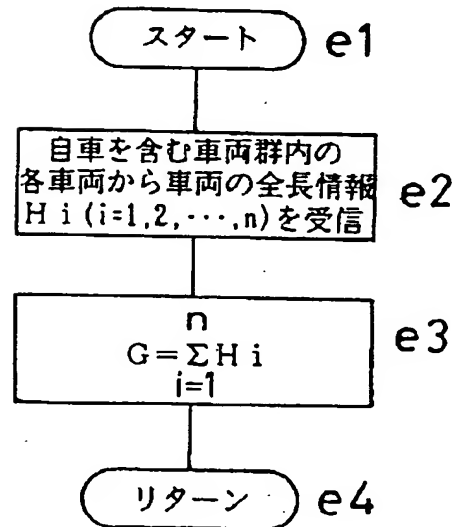 スタート e1
自車を含む車両群内の
各車両から車両の全長情報 e2
Hi(i=1,2,…,n)を受信
n
G=ΣHi e3
i=1
リターン e4